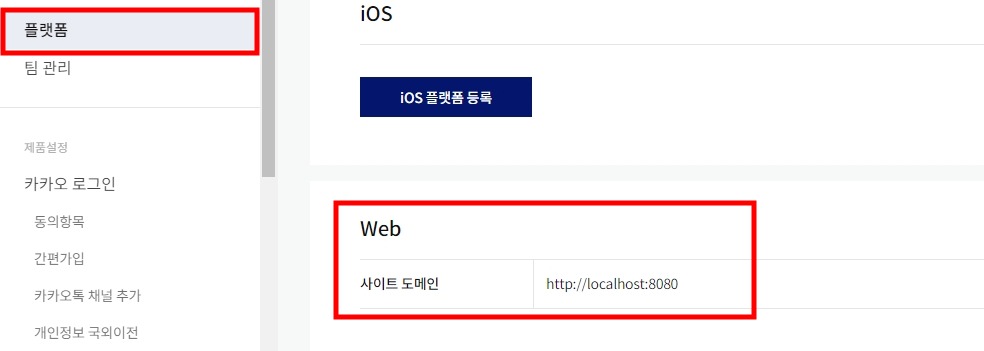 플랫폼
팀 관리
제품설정
카카오 로그인
동의항목
간편가입
카카오톡 채널 추가
개인정보 국외이전
iOS
iOS 플랫폼 등록
Web
사이트 도메인
http://localhost:8080